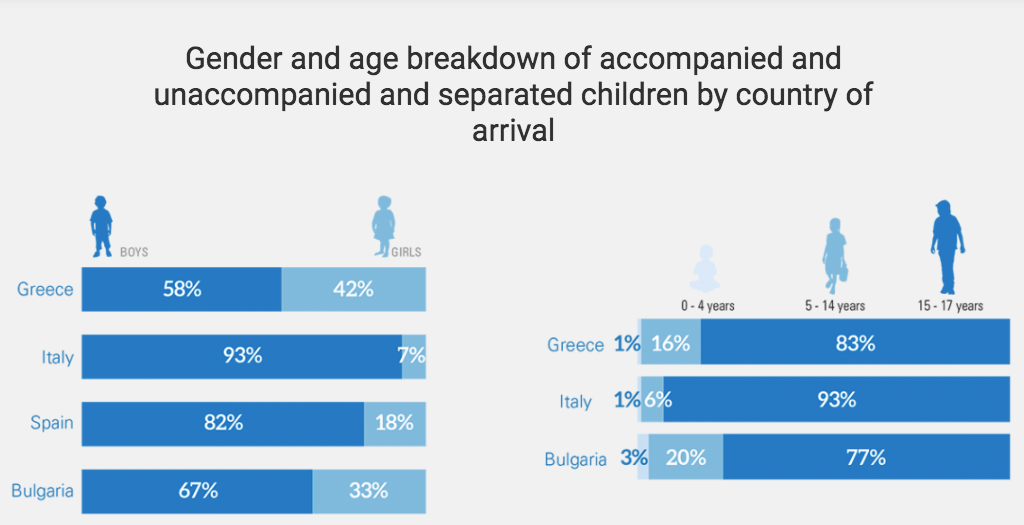 Gender and age breakdown of accompanied and
unaccompanied and separated children by country of
arrival
BOYS GIRLS
Greece 58% 42%
Italy 93% 7%
Spain 82% 18%
Bulgaria 67% 33%
0 - 4 years 5 - 14 years 15 - 17 years
Greece 1% 16% 83%
Italy 1% 6% 93%
Bulgaria 3% 20% 77%